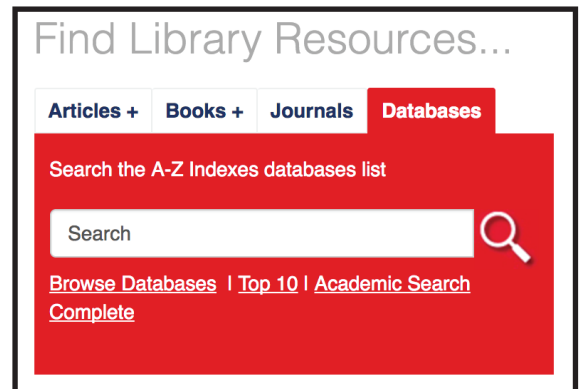 Find Library Resources...
Articles + Books + Journals Databases
Search the A-Z Indexes databases list
Search
Browse Databases | Top 10 | Academic Search
Complete